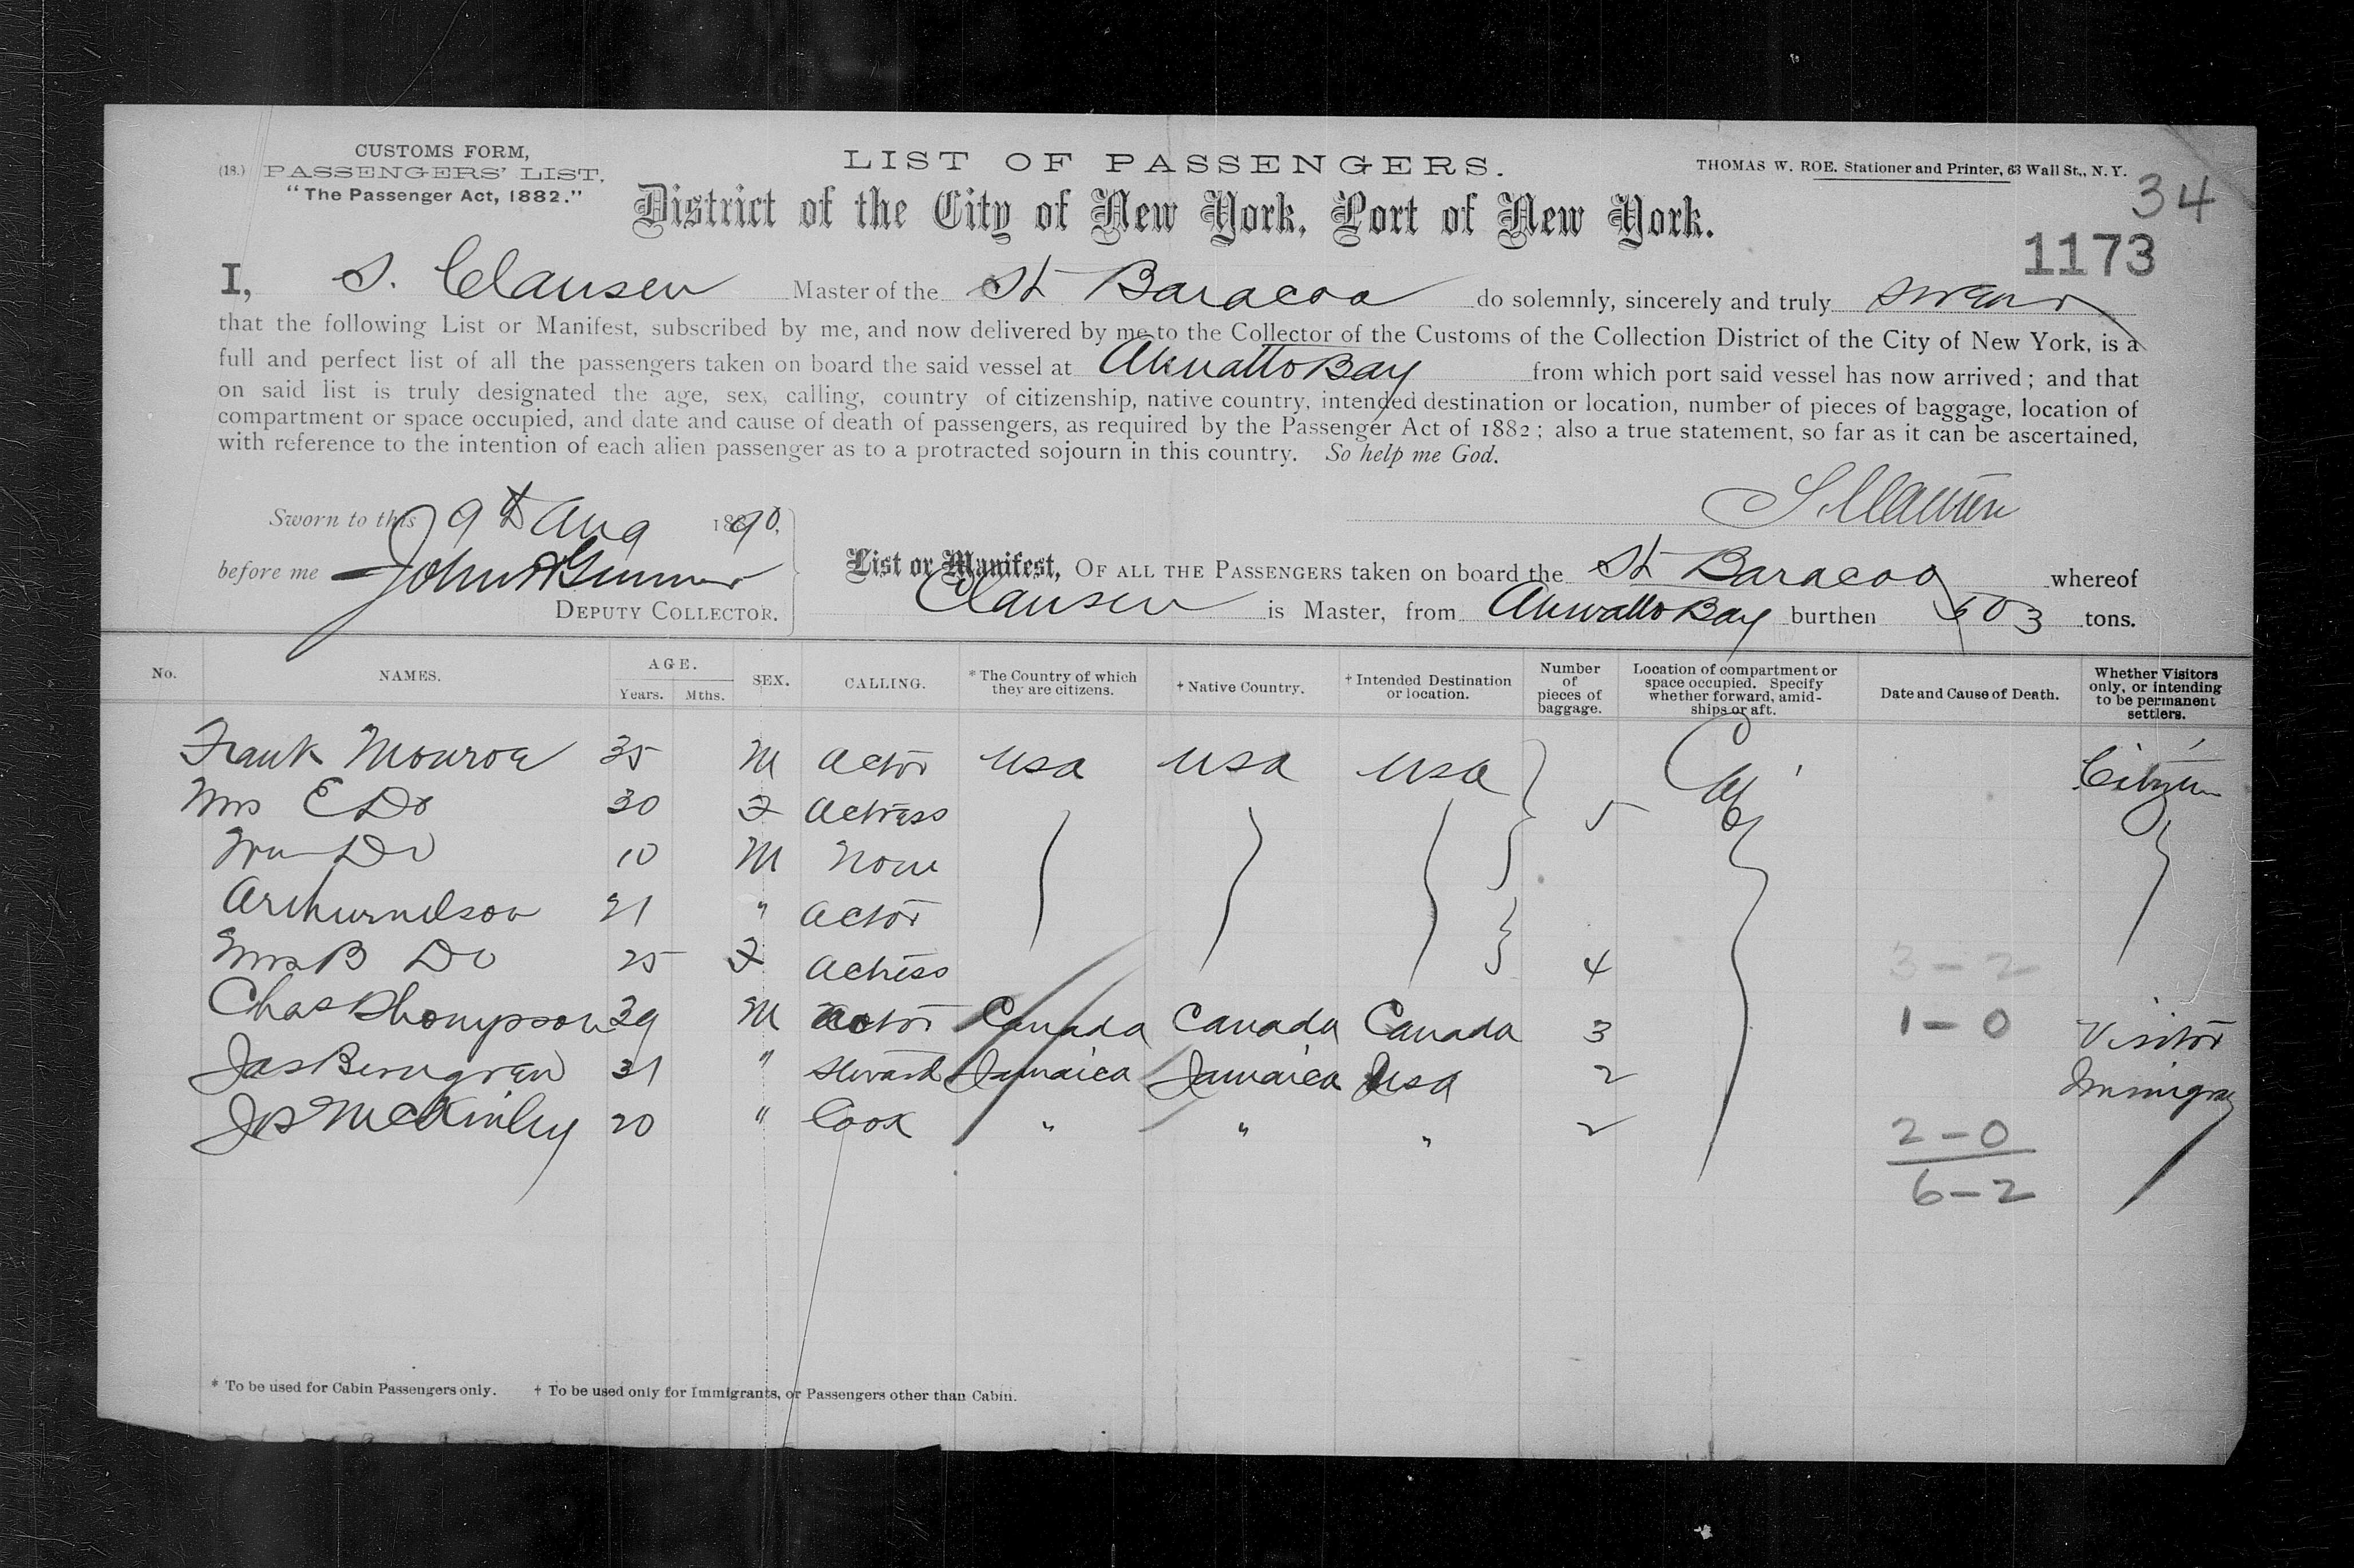 CUSTOMS FORM,
(18.) PASSENGERS' LIST,
"The Passenger Act, 1882."
LIST OF PASSENGERS.
THOMAS W. ROE, Stationer and Printer, 63 Wall St., N.Y.
34
District of the City of New York, Port of New York.
1173
I, S. Clausen Master of the St Baracoa do solemnly, sincerely and truly swear
that the following List or Manifest, subscribed by me, and now delivered by me to the Collector of the Customs of the Collection District of the City of New York, is a
full and perfect list of all the passengers taken on board the said vessel at Ahuatto Bay from which port said vessel has now arrived; and that
on said list is truly designated the age, sex, calling, country of citizenship, native country, intended destination or location, number of pieces of baggage, location of
compartment or space occupied, and date and cause of death of passengers, as required by the Passenger Act of 1882; also a true statement, so far as it can be ascertained,
with reference to the intention of each alien passenger as to a protracted sojourn in this country. So help me God.
S. Clausen
Sworn to this 9th Aug 1890.
before me John
DEPUTY COLLECTOR.
List or Manifest, OF ALL THE PASSENGERS taken on board the St Baracoa whereof
Clausen is Master, from Ahuatto Bay burthen 603 tons.
No. NAMES. AGE. Years. Mths. SEX. CALLING. * The Country of which they are citizens. † Native Country. † Intended Destination or location. Number of pieces of baggage. Location of compartment or space occupied. Specify whether forward, amidships or aft. Date and Cause of Death. Whether Visitors only, or intending to be permanent settlers.
Frank Monroe 35 M Actor USA USA USA Citizen
Mrs E Do 30 F Actress 5
Wm Do 10 M None
Arthur Nelson 21 " Actor
Mrs B Do 25 F Actress 4 3-2
Chas Thompson 39 M Actor Canada Canada Canada 3 1-0 Visitor
Jas 31 " Steward Jamaica Jamaica USA 2 Immigrant
Jas McKinley 20 " Cook " " " 2 2-0
6-2
* To be used for Cabin Passengers only. † To be used only for Immigrants, or Passengers other than Cabin.